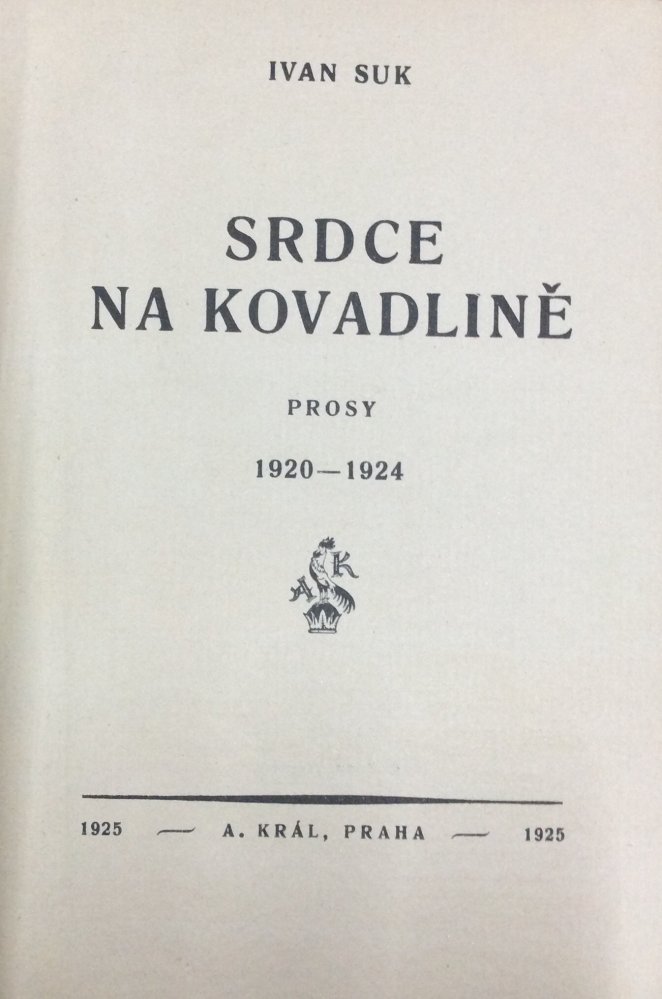 IVAN SUK
SRDCE
NA KOVADLINĚ
PROSY
1920—1924
A K
1925 — A. KRÁL, PRAHA — 1925